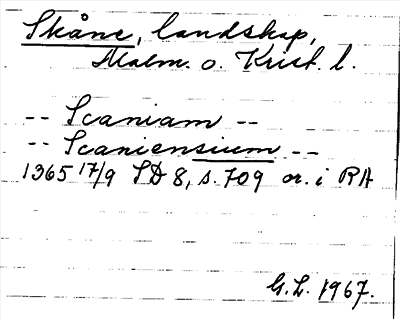 Skåne, landskap,
Malm. o. Krist. l.
-- Scaniam --
-- Scaniensium --
1365 17/9 SD 8, s. 709 or. i RA
G.L. 1967.